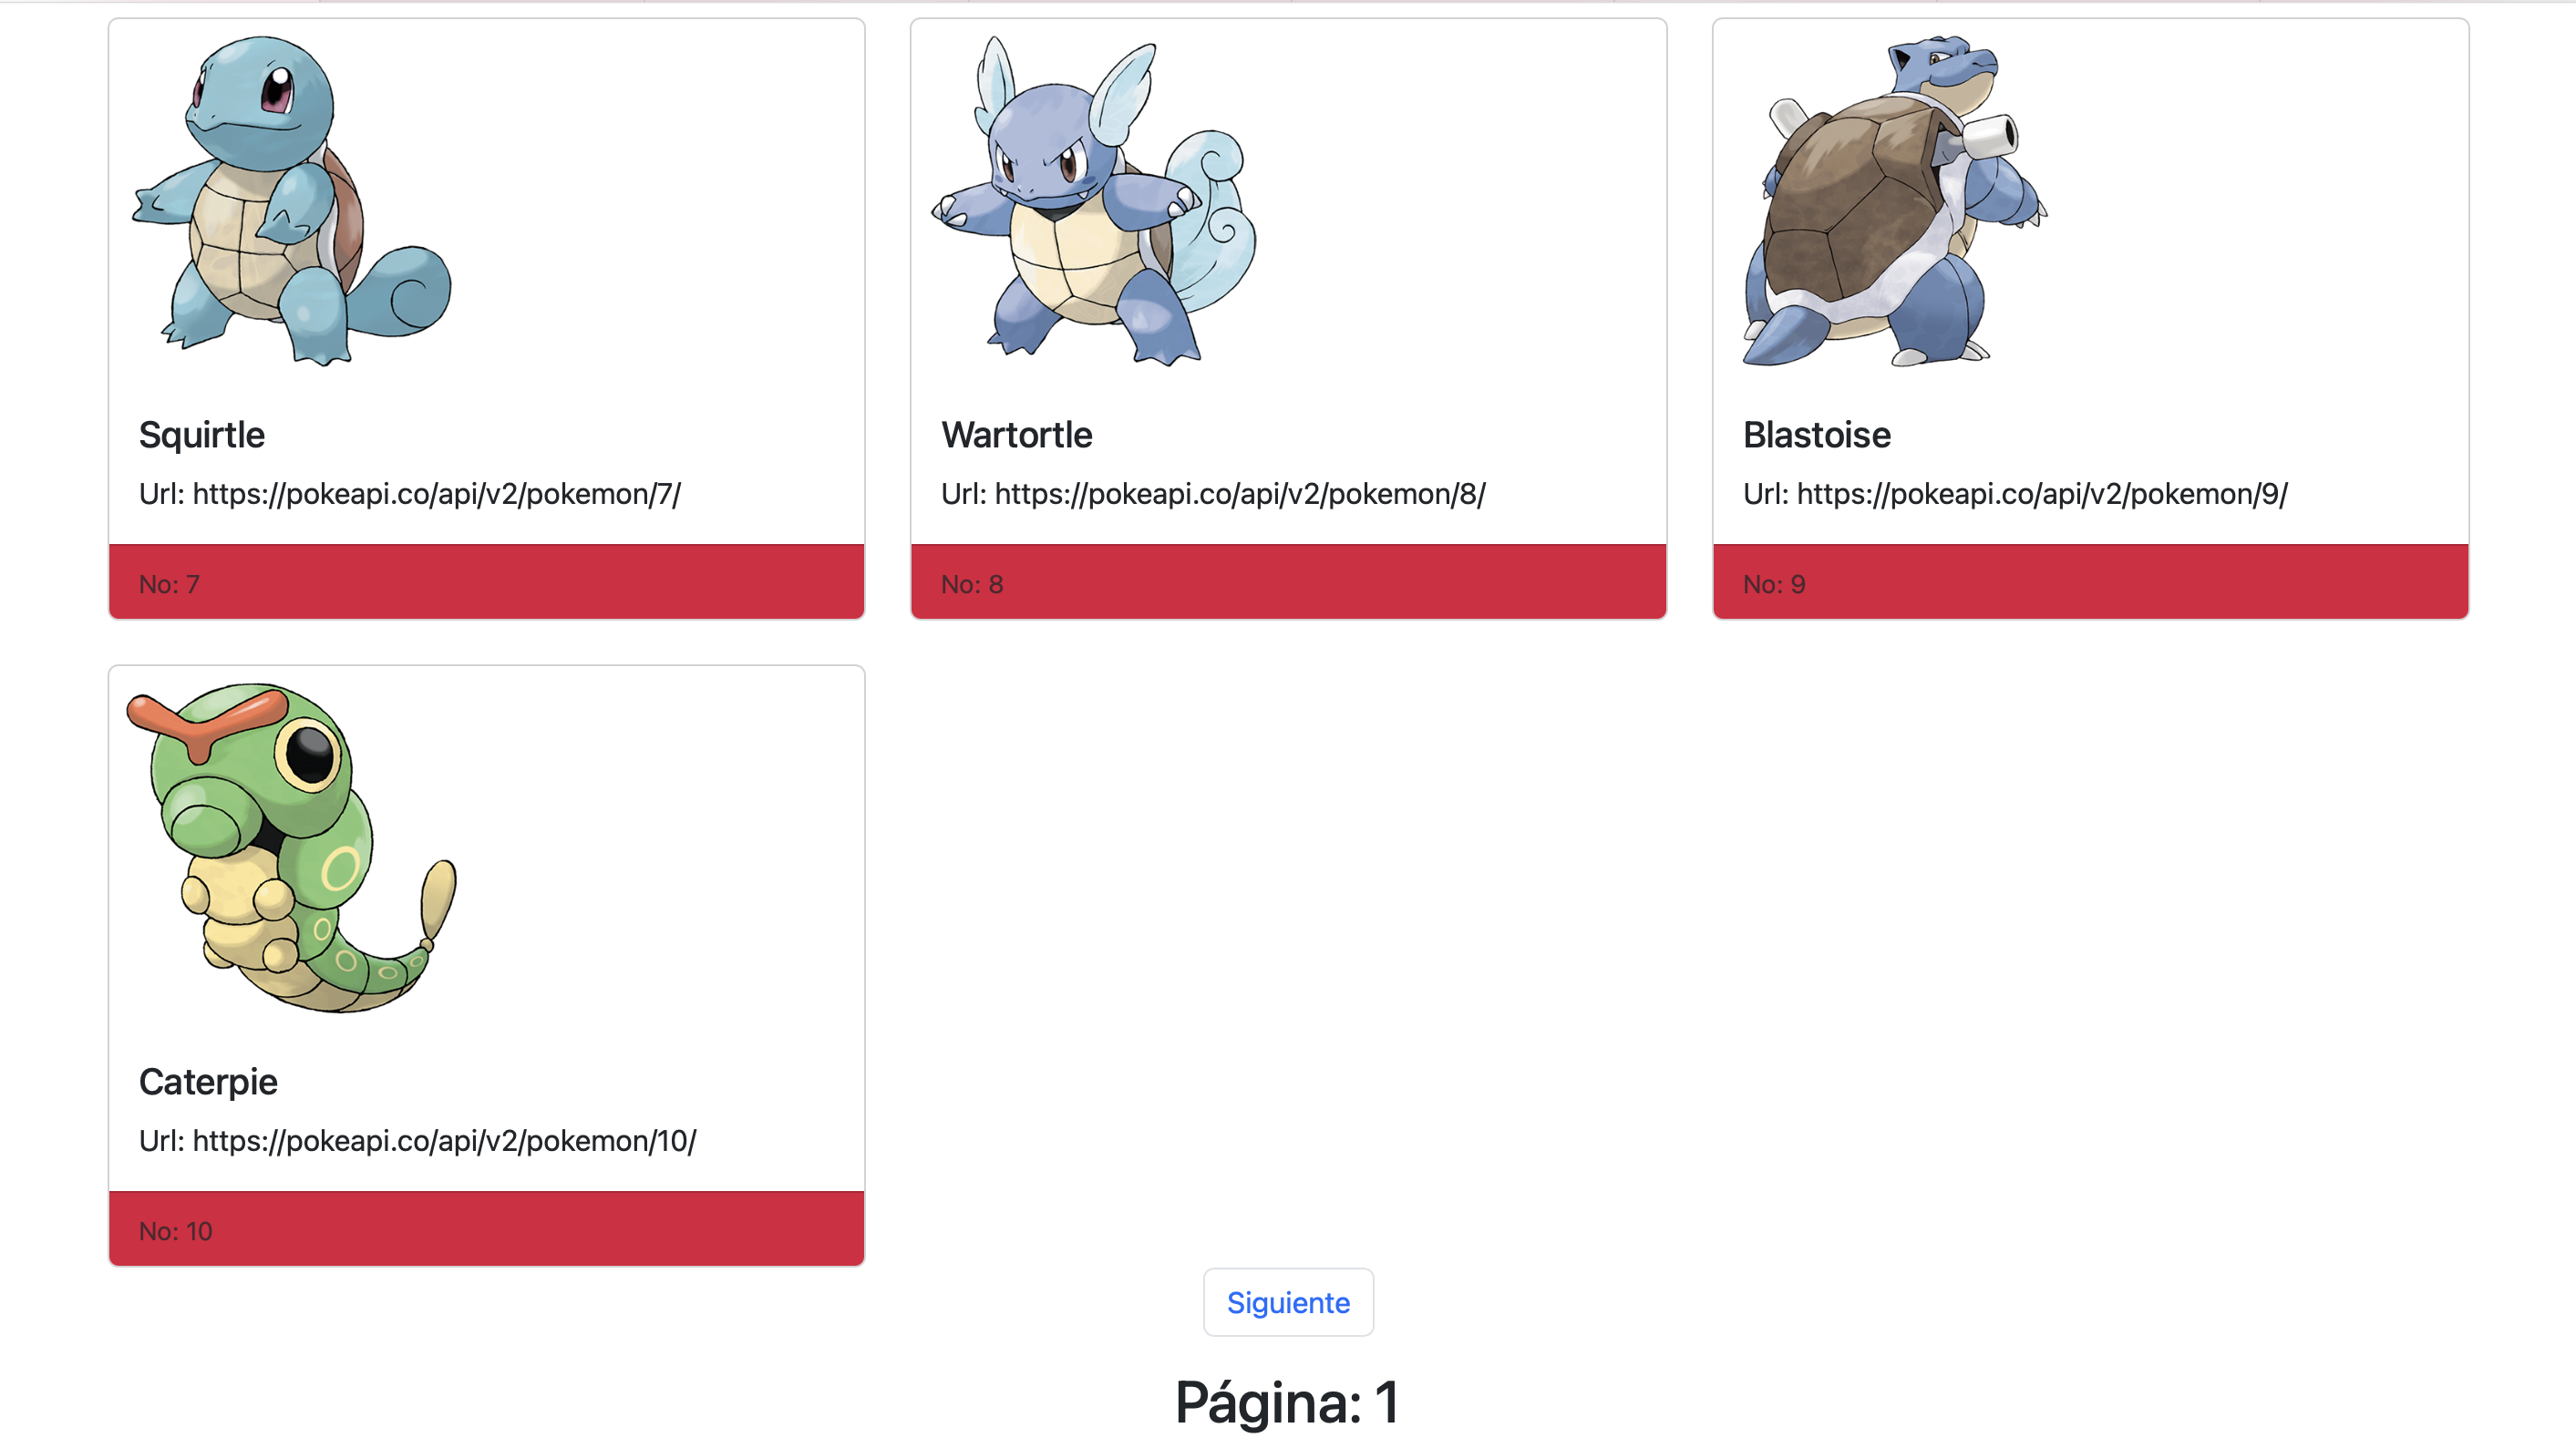 Squirtle
Url: https://pokeapi.co/api/v2/pokemon/7/
No: 7
Wartortle
Url: https://pokeapi.co/api/v2/pokemon/8/
No: 8
Blastoise
Url: https://pokeapi.co/api/v2/pokemon/9/
No: 9
Caterpie
Url: https://pokeapi.co/api/v2/pokemon/10/
No: 10
Siguiente
Página: 1